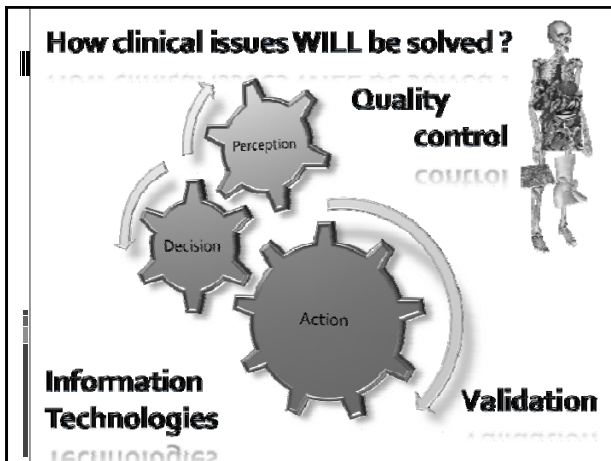 How clinical issues WILL be solved ?
Quality
control
Perception
Decision
Action
Information
Technologies
Validation